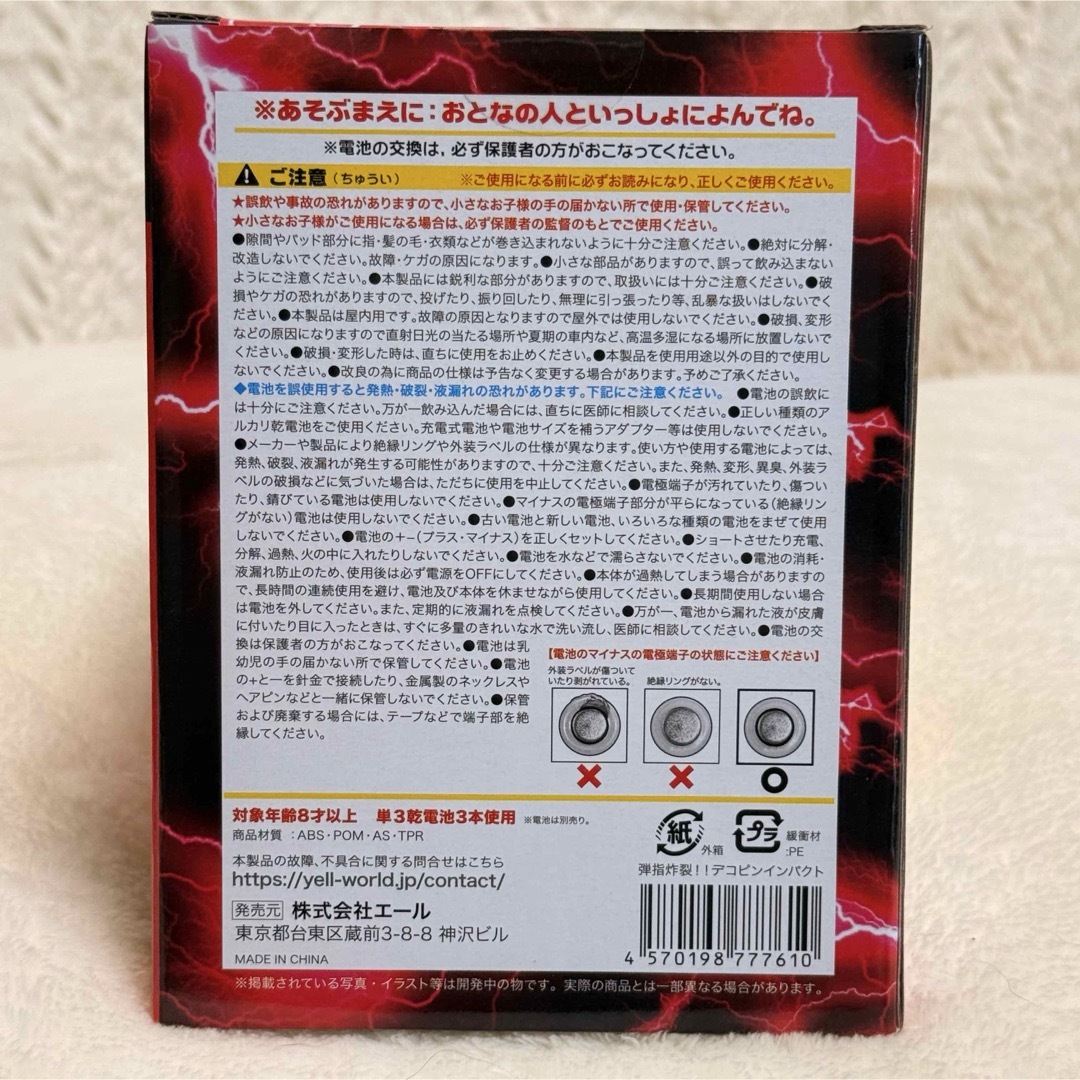 ※あそぶまえに：おとなの人といっしょによんでね。
※電池の交換は、必ず保護者の方がおこなってください。
ご注意（ちゅうい） ※ご使用になる前に必ずお読みになり、正しくご使用ください。
★誤飲や事故の恐れがありますので、小さなお子様の手の届かない所で使用・保管してください。
★小さなお子様がご使用になる場合は、必ず保護者の監督のもとでご使用ください。
●隙間やパッド部分に指・髪の毛・衣類などが巻き込まれないように十分ご注意ください。●絶対に分解・
改造しないでください。故障・ケガの原因になります。●小さな部品がありますので、誤って飲み込まない
ようにご注意ください。●本製品には鋭利な部分がありますので、取扱いには十分ご注意ください。●破
損やケガの恐れがありますので、投げたり、振り回したり、無理に引っ張ったり等、乱暴な扱いはしないでく
ださい。●本製品は屋内用です。故障の原因となりますので屋外では使用しないでください。●破損、変形
などの原因になりますので直射日光の当たる場所や夏期の車内など、高温多湿になる場所に放置しないで
ください。●破損・変形した時は、直ちに使用をお止めください。●本製品を使用用途以外の目的で使用し
ないでください。●改良の為に商品の仕様は予告なく変更する場合があります。予めご了承ください。
◆電池を誤使用すると発熱・破裂・液漏れの恐れがあります。下記にご注意ください。 ●電池の誤飲に
は十分にご注意ください。万が一飲み込んだ場合には、直ちに医師に相談してください。●正しい種類のア
ルカリ乾電池をご使用ください。充電式電池や電池サイズを補うアダプター等は使用しないでください。
●メーカーや製品により絶縁リングや外装ラベルの仕様が異なります。使い方や使用する電池によっては、
発熱、破裂、液漏れが発生する可能性がありますので、十分ご注意ください。また、発熱、変形、異臭、外装ラ
ベルの破損などに気づいた場合は、ただちに使用を中止してください。●電極端子が汚れていたり、傷つい
たり、錆びている電池は使用しないでください。●マイナスの電極端子部分が平らになっている（絶縁リン
グがない）電池は使用しないでください。●古い電池と新しい電池、いろいろな種類の電池をまぜて使用
しないでください。●電池の＋－（プラス・マイナス）を正しくセットしてください。●ショートさせたり充電、
分解、過熱、火の中に入れたりしないでください。●電池を水などで濡らさないでください。●電池の消耗・
液漏れ防止のため、使用後は必ず電源をOFFにしてください。●本体が過熱してしまう場合がありますの
で、長時間の連続使用を避け、電池及び本体を休ませながら使用してください。●長期間使用しない場合
は電池を外してください。また、定期的に液漏れを点検してください。●万が一、電池から漏れた液が皮膚
に付いたり目に入ったときは、すぐに多量のきれいな水で洗い流し、医師に相談してください。●電池の交
換は保護者の方がおこなってください。●電池は乳
幼児の手の届かない所で保管してください。●電池
の+と−を針金で接続したり、金属製のネックレスや
ヘアピンなどと一緒に保管しないでください。●保管
および廃棄する場合には、テープなどで端子部を絶
縁してください。
【電池のマイナスの電極端子の状態にご注意ください】
外装ラベルが傷ついて
いたり剥がれている。
絶縁リングがない。
対象年齢8才以上 単3乾電池3本使用 ※電池は別売り。
商品材質：ABS・POM・AS・TPR
本製品の故障、不具合に関する問合せはこちら
https://yell-world.jp/contact/
発売元 株式会社エール
東京都台東区蔵前3-8-8 神沢ビル
MADE IN CHINA
紙 外箱
プラ 緩衝材
:PE
弾指炸裂！！デコピンインパクト
4 570198 777610
※掲載されている写真・イラスト等は開発中の物です。実際の商品とは一部異なる場合があります。